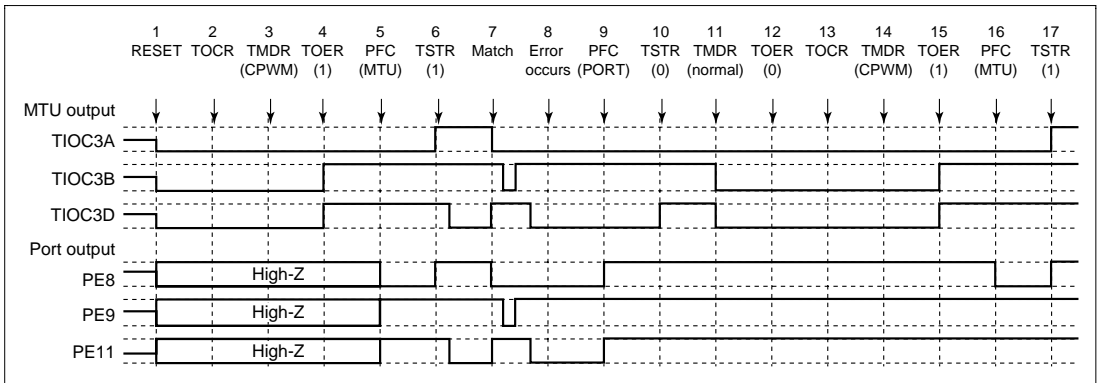 1 2 3 4 5 6 7 8 9 10 11 12 13 14 15 16 17
RESET TOCR TMDR TOER PFC TSTR Match Error PFC TSTR TMDR TOER TOCR TMDR TOER PFC TSTR
(CPWM) (1) (MTU) (1) occurs (PORT) (0) (normal) (0) (CPWM) (1) (MTU) (1)
MTU output
TIOC3A
TIOC3B
TIOC3D
Port output
PE8 High-Z
PE9 High-Z
PE11 High-Z